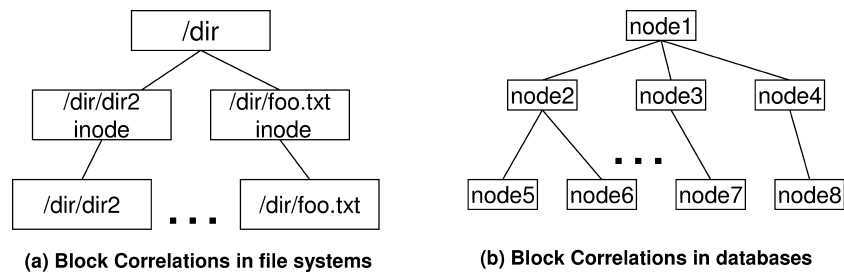 /dir
/dir/dir2
inode
/dir/foo.txt
inode
/dir/dir2
...
/dir/foo.txt
(a) Block Correlations in file systems
node1
node2
node3
node4
...
node5
node6
node7
node8
(b) Block Correlations in databases